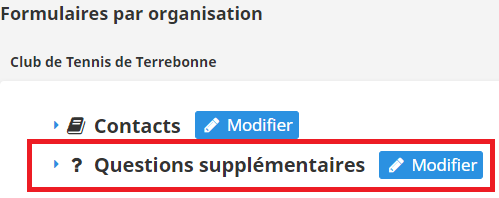 Formulaires par organisation
Club de Tennis de Terrebonne
Contacts Modifier
? Questions supplémentaires Modifier